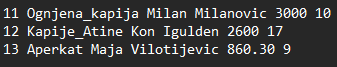 11 Ognjena_kapija Milan Milanovic 3000 10
12 Kapije_Atine Kon Igulden 2600 17
13 Aperkat Maja Vilotijevic 860.30 9